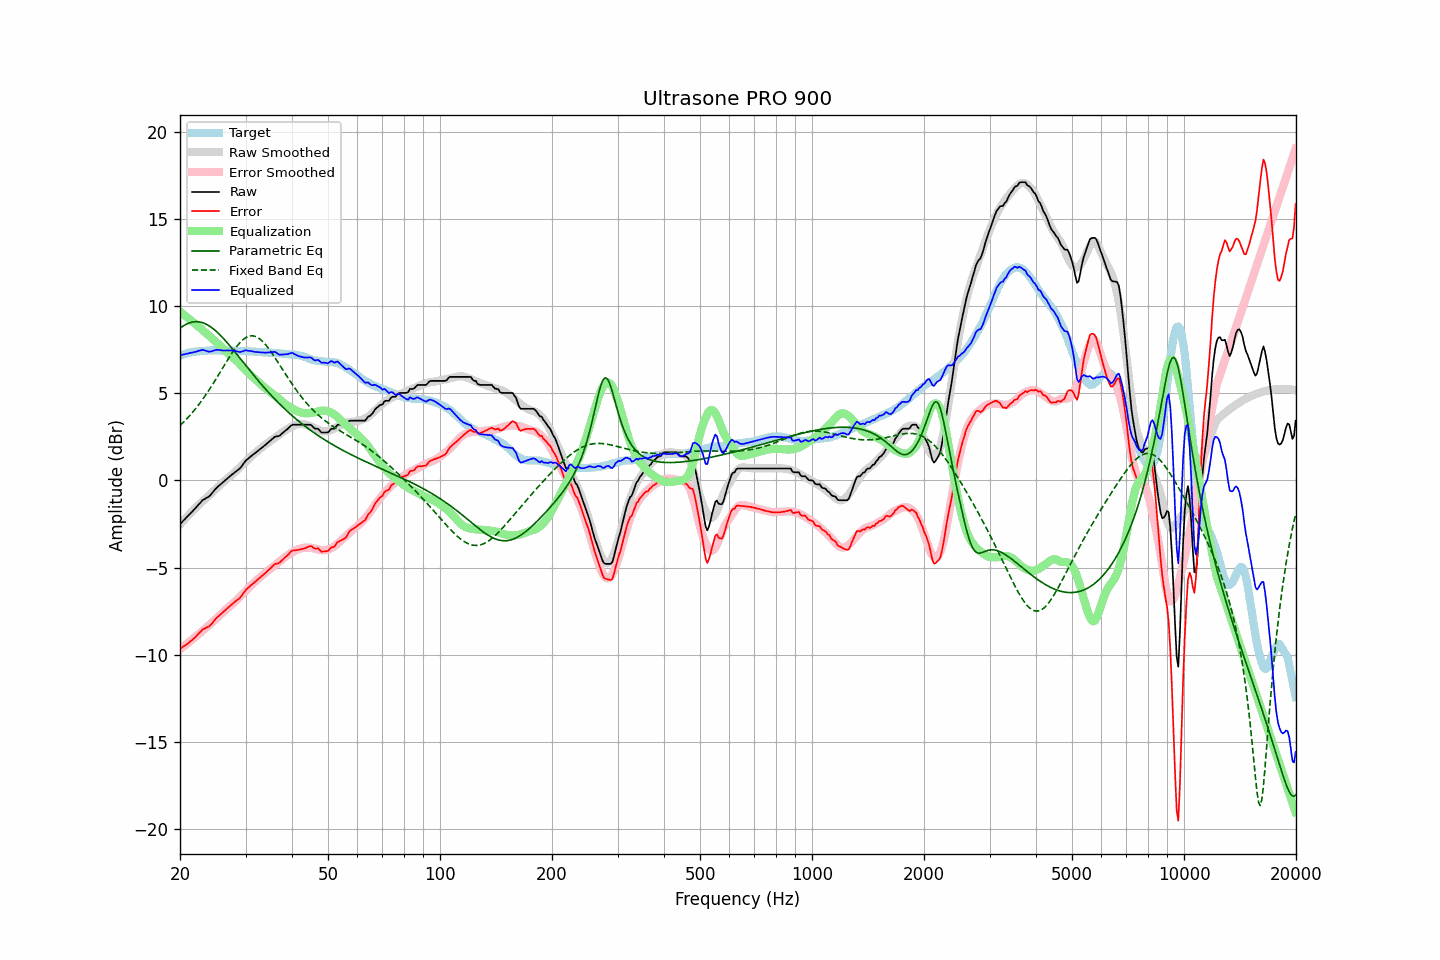 Ultrasone PRO 900
Target
Raw Smoothed
Error Smoothed
Raw
Error
Equalization
Parametric Eq
Fixed Band Eq
Equalized
20
15
10
5
0
−5
−10
−15
−20
Amplitude (dBr)
20
50
100
200
500
1000
2000
5000
10000
20000
Frequency (Hz)